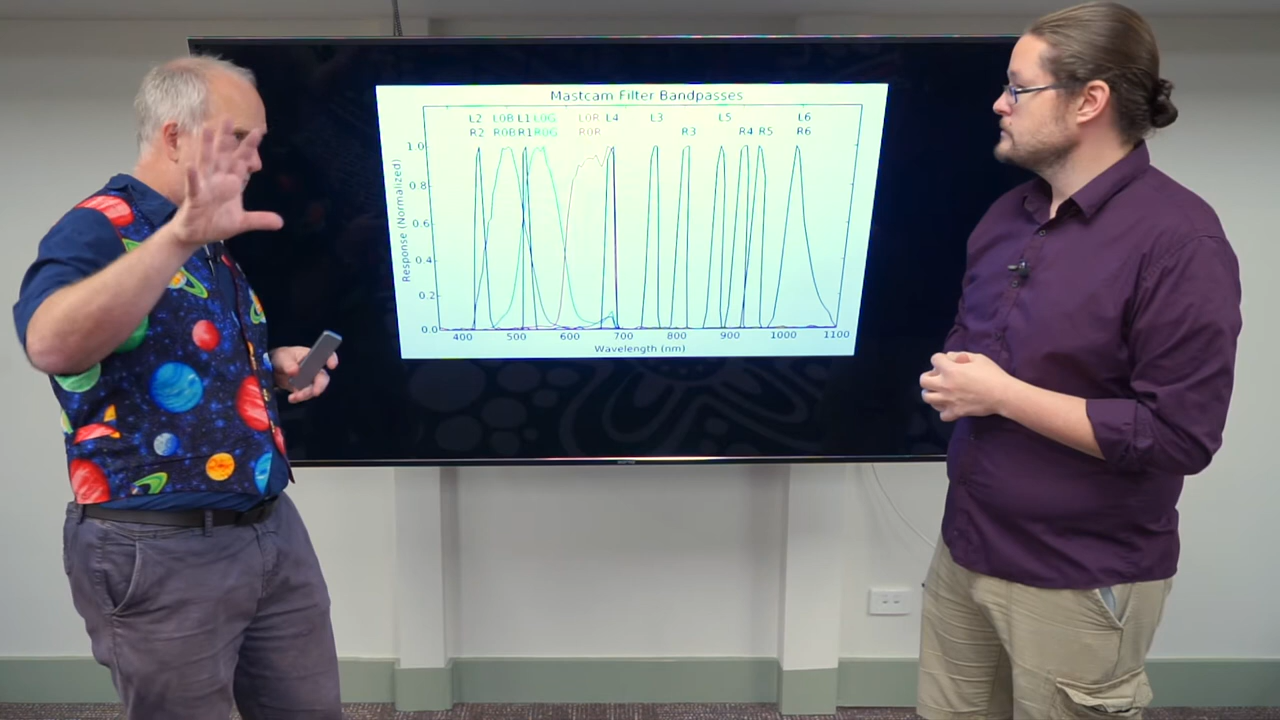 Mastcam Filter Bandpasses
L2 L0B L1 L0G L0R L4 L3 L5 L6
R2 R0B R1 R0G R0R R3 R4 R5 R6
Response (Normalized)
1.0
0.8
0.6
0.4
0.2
0.0
400 500 600 700 800 900 1000 1100
Wavelength (nm)